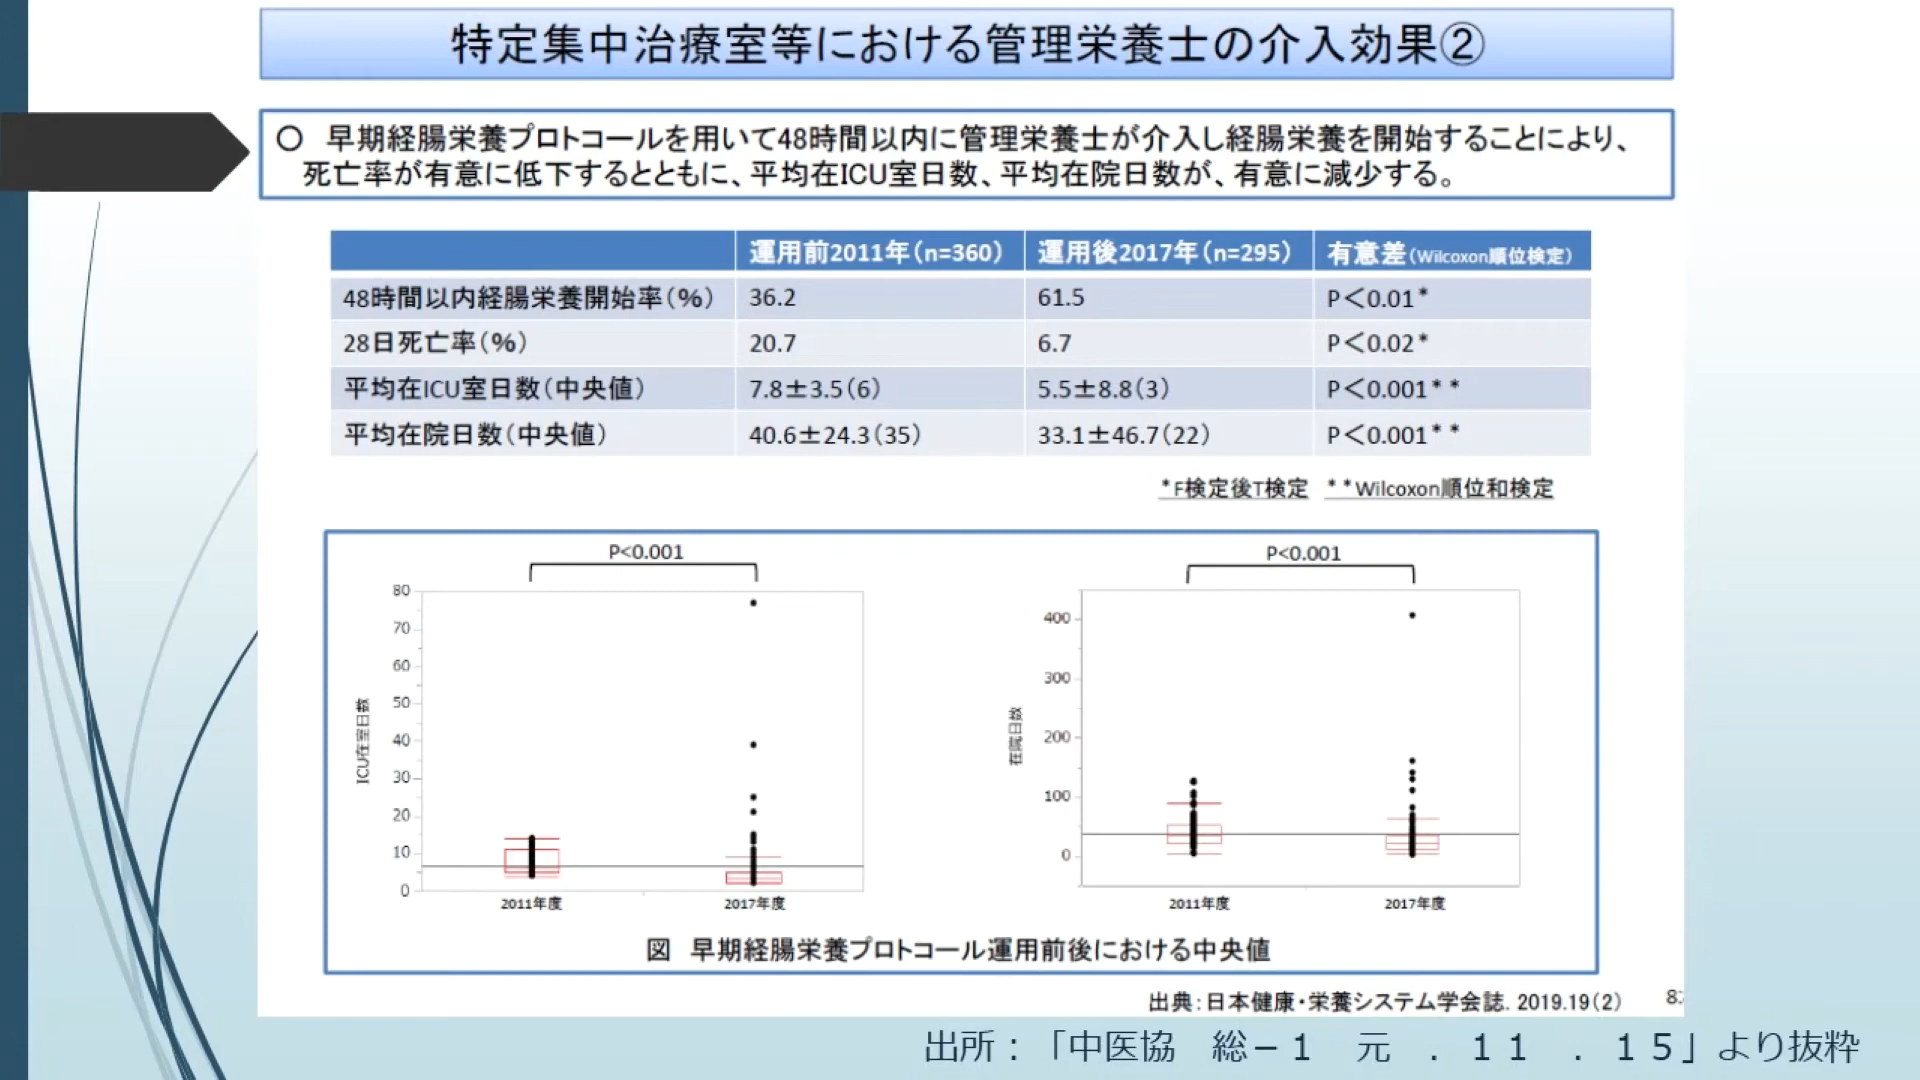 特定集中治療室等における管理栄養士の介入効果②
○ 早期経腸栄養プロトコールを用いて48時間以内に管理栄養士が介入し経腸栄養を開始することにより、
死亡率が有意に低下するとともに、平均在ICU室日数、平均在院日数が、有意に減少する。
運用前2011年(n=360) 運用後2017年(n=295) 有意差(Wilcoxon順位検定)
48時間以内経腸栄養開始率(%) 36.2 61.5 P<0.01*
28日死亡率(%) 20.7 6.7 P<0.02*
平均在ICU室日数(中央値) 7.8±3.5(6) 5.5±8.8(3) P<0.001**
平均在院日数(中央値) 40.6±24.3(35) 33.1±46.7(22) P<0.001**
*F検定後T検定 **Wilcoxon順位和検定
P<0.001
80
70
60
50
40
30
20
10
0
ICU在室日数
2011年度 2017年度
P<0.001
400
300
200
100
0
在院日数
2011年度 2017年度
図 早期経腸栄養プロトコール運用前後における中央値
出典:日本健康・栄養システム学会誌. 2019.19(2)
出所:「中医協 総-1 元 .11 .15」より抜粋